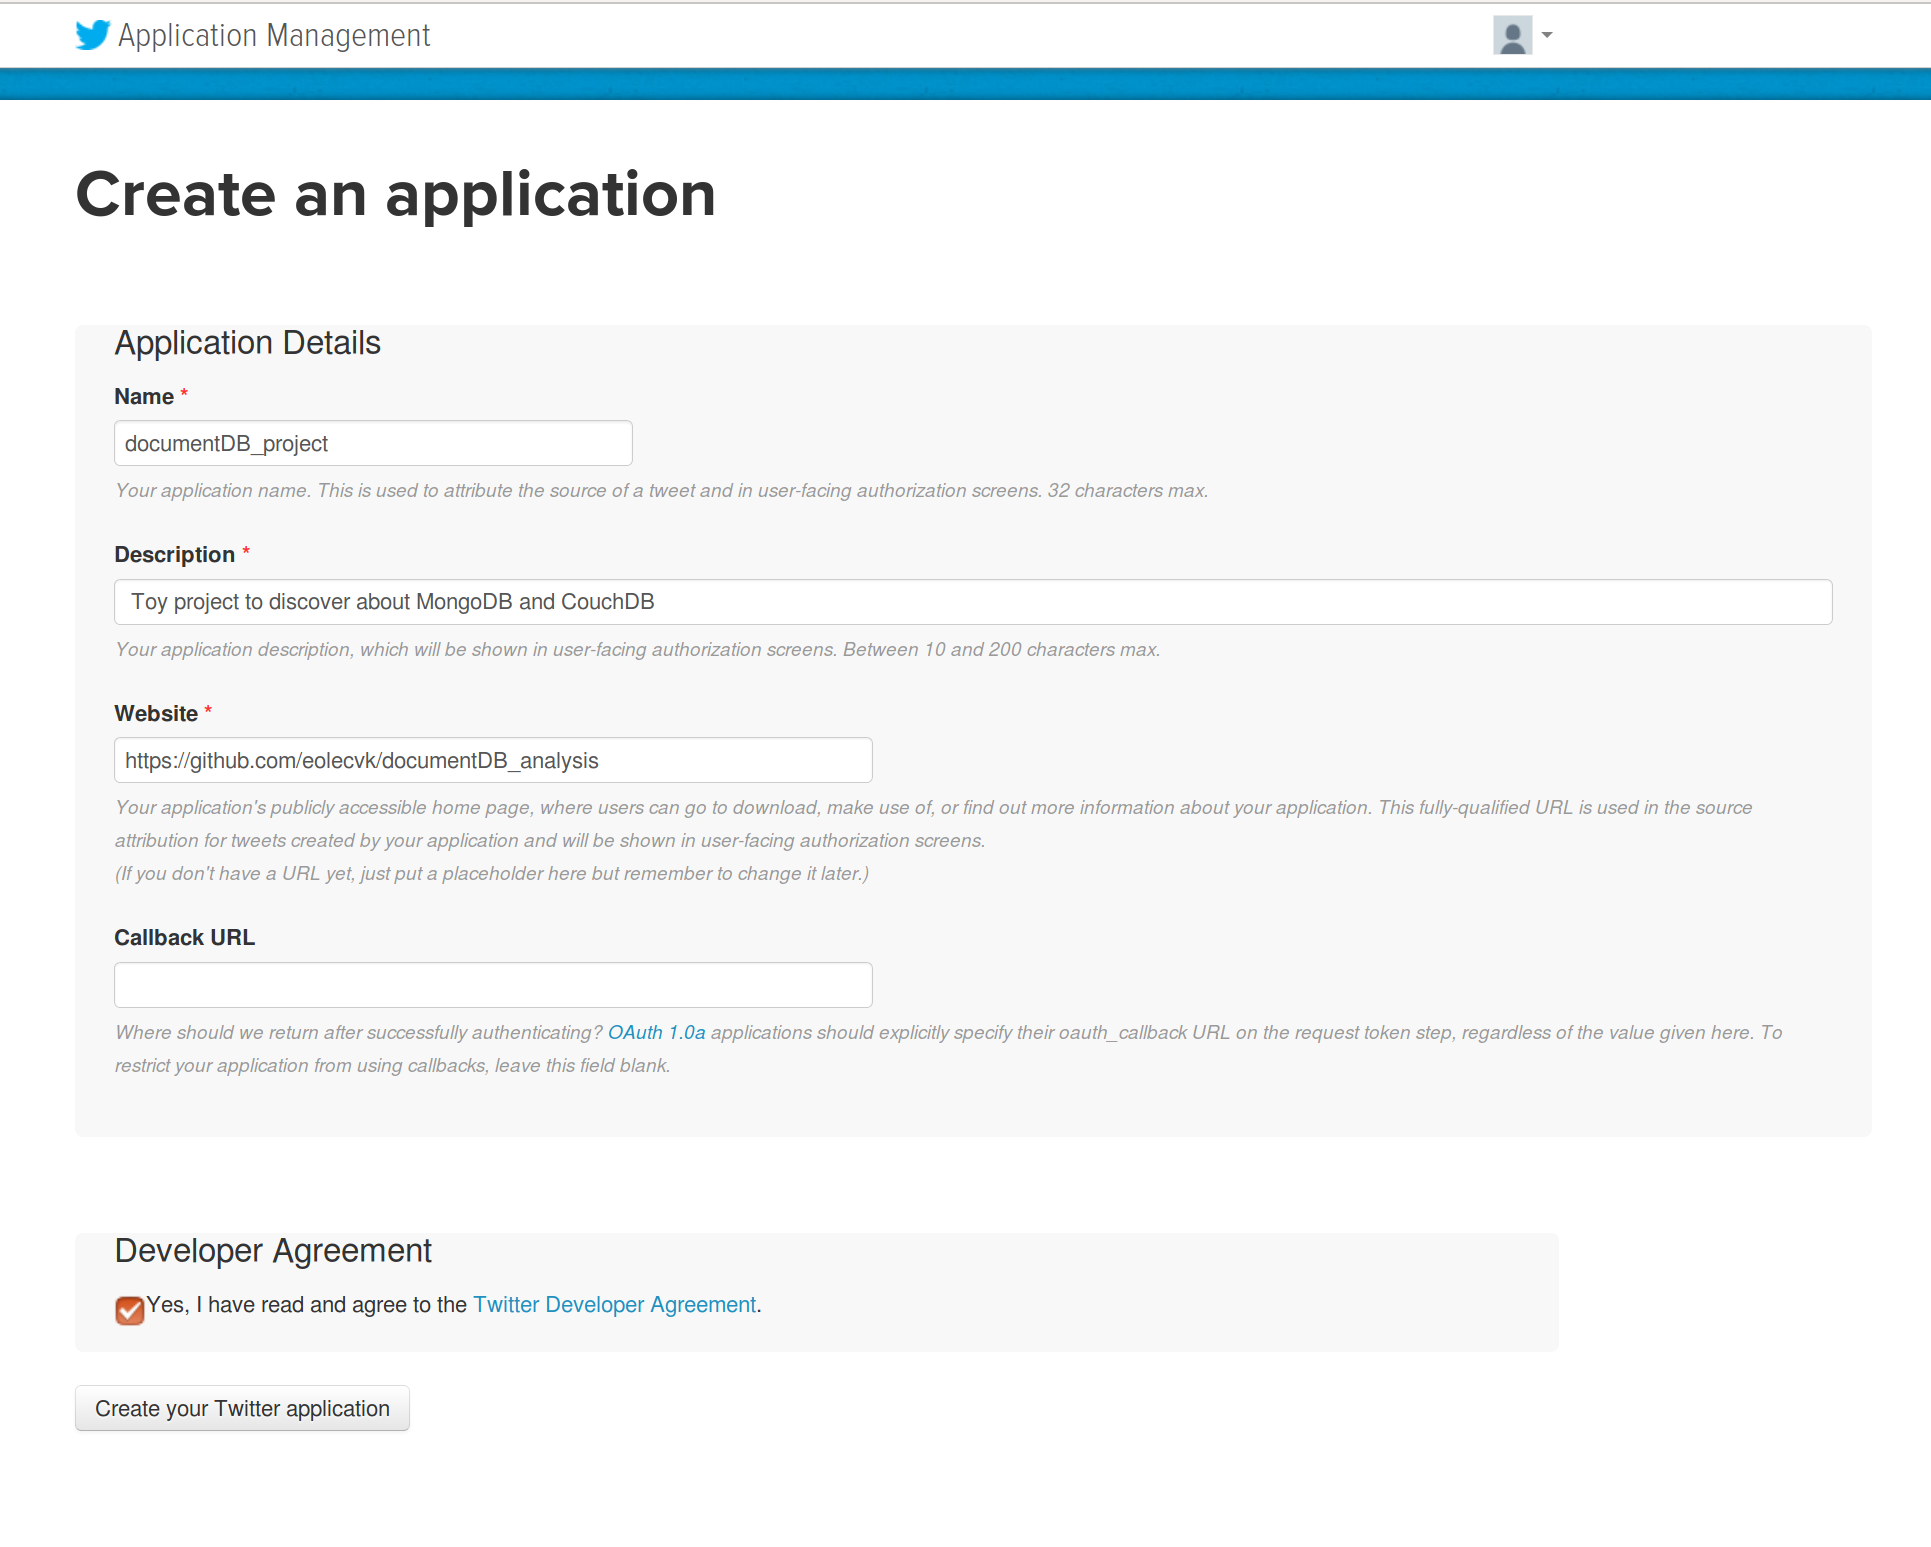 Application Management
Create an application
Application Details
Name *
documentDB_project
Your application name. This is used to attribute the source of a tweet and in user-facing authorization screens. 32 characters max.
Description *
Toy project to discover about MongoDB and CouchDB
Your application description, which will be shown in user-facing authorization screens. Between 10 and 200 characters max.
Website *
https://github.com/eolecvk/documentDB_analysis
Your application's publicly accessible home page, where users can go to download, make use of, or find out more information about your application. This fully-qualified URL is used in the source
attribution for tweets created by your application and will be shown in user-facing authorization screens.
(If you don't have a URL yet, just put a placeholder here but remember to change it later.)
Callback URL
Where should we return after successfully authenticating? OAuth 1.0a applications should explicitly specify their oauth_callback URL on the request token step, regardless of the value given here. To
restrict your application from using callbacks, leave this field blank.
Developer Agreement
Yes, I have read and agree to the Twitter Developer Agreement.
Create your Twitter application